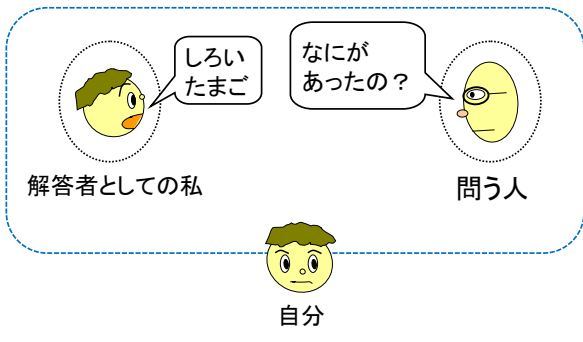 しろい
たまご
なにが
あったの？
解答者としての私
問う人
自分